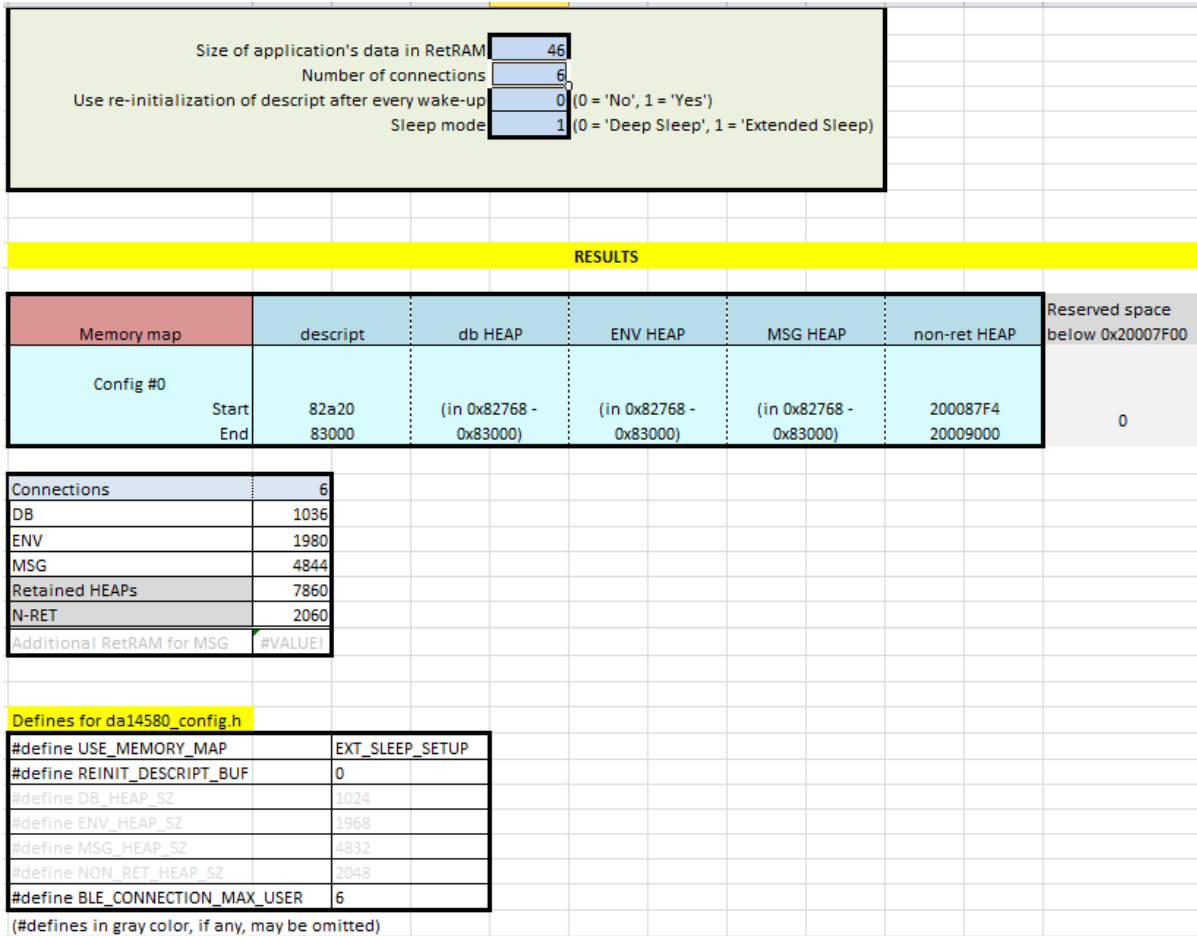 Size of application's data in RetRAM 46
Number of connections 6
Use re-initialization of descript after every wake-up 0 (0 = 'No', 1 = 'Yes')
Sleep mode 1 (0 = 'Deep Sleep', 1 = 'Extended Sleep)
RESULTS
Memory map descript db HEAP ENV HEAP MSG HEAP non-ret HEAP Reserved space below 0x20007F00
Config #0
Start 82a20 (in 0x82768 - (in 0x82768 - (in 0x82768 - 200087F4 0
End 83000 0x83000) 0x83000) 0x83000) 20009000
Connections 6
DB 1036
ENV 1980
MSG 4844
Retained HEAPs 7860
N-RET 2060
Additional RetRAM for MSG #VALUE!
Defines for da14580_config.h
#define USE_MEMORY_MAP EXT_SLEEP_SETUP
#define REINIT_DESCRIPT_BUF 0
#define DB_HEAP_SZ 1024
#define ENV_HEAP_SZ 1968
#define MSG_HEAP_SZ 4832
#define NON_RET_HEAP_SZ 2048
#define BLE_CONNECTION_MAX_USER 6
(#defines in gray color, if any, may be omitted)